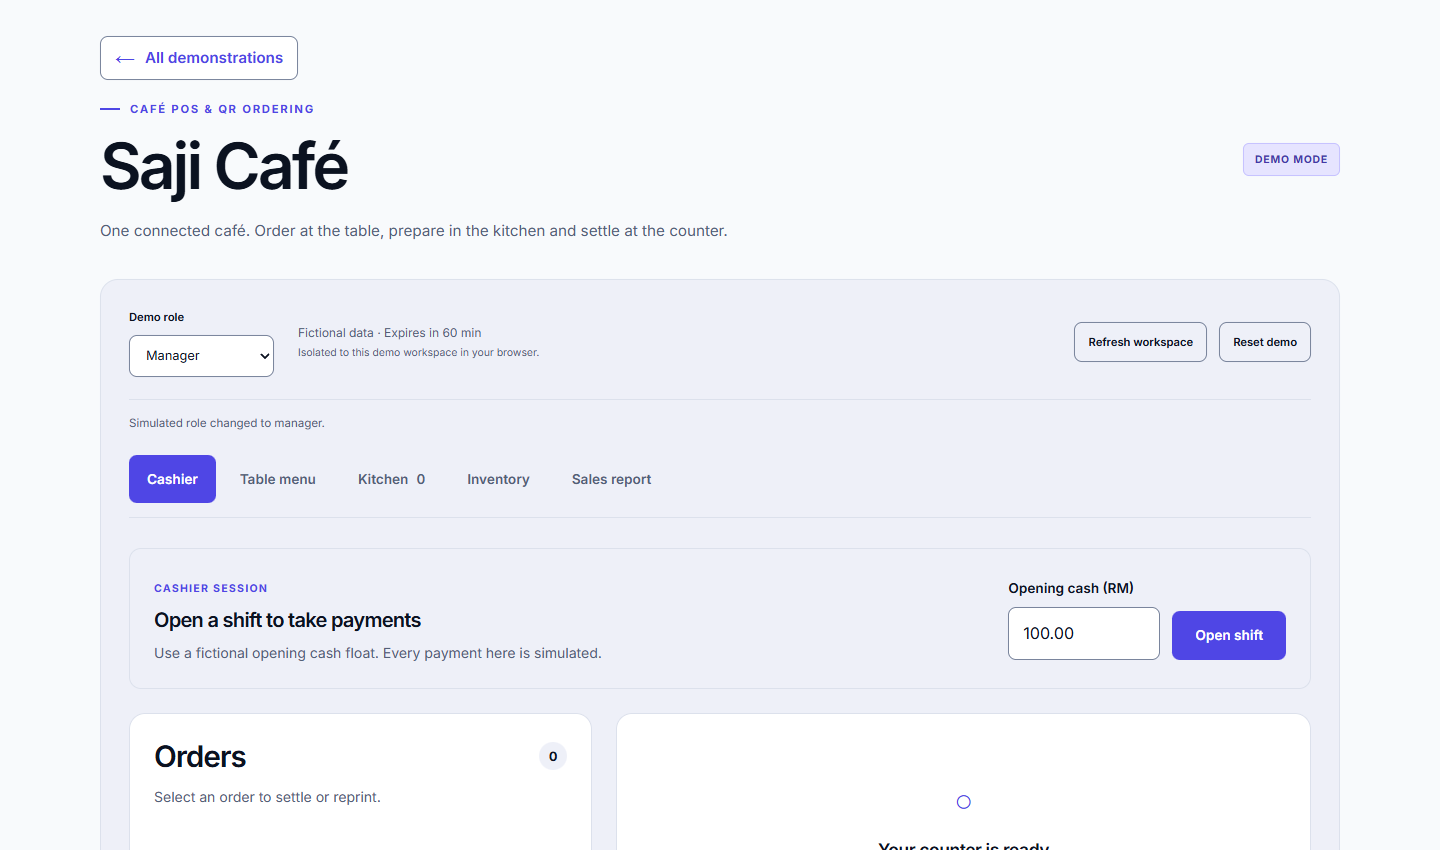 ← All demonstrations
CAFÉ POS & QR ORDERING
Saji Café
DEMO MODE
One connected café. Order at the table, prepare in the kitchen and settle at the counter.
Demo role
Manager
Fictional data · Expires in 60 min
Isolated to this demo workspace in your browser.
Refresh workspace
Reset demo
Simulated role changed to manager.
Cashier
Table menu
Kitchen 0
Inventory
Sales report
CASHIER SESSION
Open a shift to take payments
Use a fictional opening cash float. Every payment here is simulated.
Opening cash (RM)
100.00
Open shift
Orders
0
Select an order to settle or reprint.
Your counter is ready